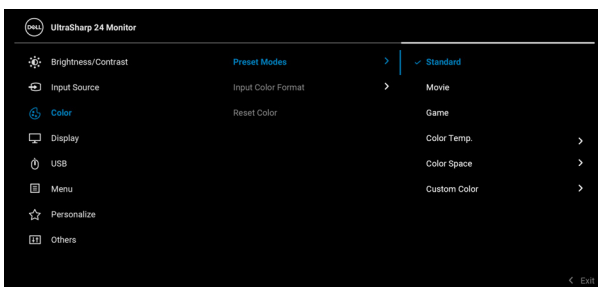 DELL UltraSharp 24 Monitor
Brightness/Contrast Preset Modes > ✓ Standard
Input Source Input Color Format > Movie
Color Reset Color Game
Display Color Temp. >
USB Color Space >
Menu Custom Color >
Personalize
Others
< Exit